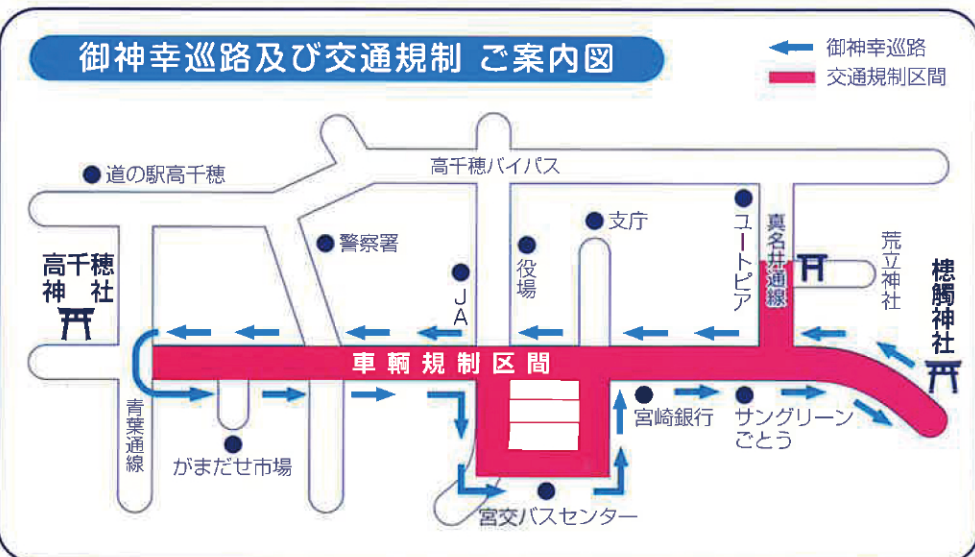 御神幸巡路及び交通規制 ご案内図
御神幸巡路
交通規制区間
道の駅高千穂
高千穂バイパス
警察署
JA
役場
支庁
ユートピア
真名井通線
荒立神社
高千穂
神社
槵觸神社
車輌規制区間
青葉通線
がまだせ市場
宮崎銀行
サングリーン
ごとう
宮交バスセンター